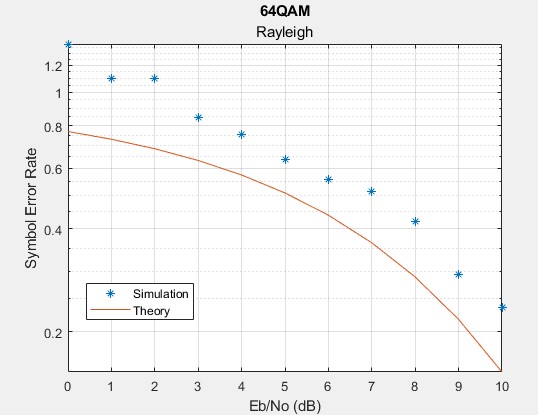 64QAM
Rayleigh
1.2
1
0.8
0.6
0.4
0.2
Symbol Error Rate
Simulation
Theory
0 1 2 3 4 5 6 7 8 9 10
Eb/No (dB)